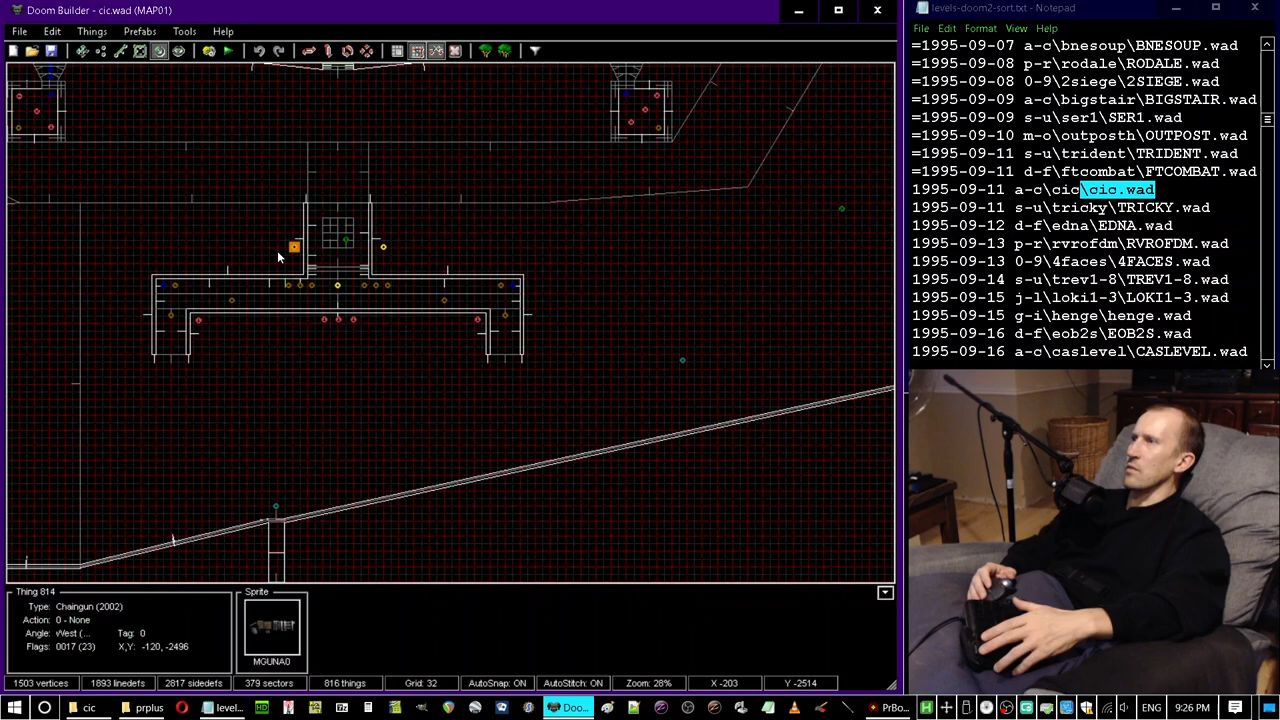 Doom Builder - cic.wad (MAP01)
File Edit Things Prefabs Tools Help
Thing 814
Type: Chaingun (2002)
Action: 0 - None
Angle: West (... Tag: 0
Flags: 0017 (23) X,Y: -120, -2496
Sprite
MGUNA0
1503 vertices 1893 linedefs 2817 sidedefs 379 sectors 816 things Grid: 32 AutoSnap: ON AutoStitch: ON Zoom: 28% X -203 Y -2514
levels-doom2-sort.txt - Notepad
File Edit Format View Help
=1995-09-07 a-c\bnesoup\BNESOUP.wad
=1995-09-08 p-r\rodale\RODALE.wad
=1995-09-08 0-9\2siege\2SIEGE.wad
=1995-09-09 a-c\bigstair\BIGSTAIR.wad
=1995-09-09 s-u\ser1\SER1.wad
=1995-09-10 m-o\outposth\OUTPOST.wad
=1995-09-11 s-u\trident\TRIDENT.wad
=1995-09-11 d-f\ftcombat\FTCOMBAT.wad
1995-09-11 a-c\cic\cic.wad
1995-09-11 s-u\tricky\TRICKY.wad
1995-09-12 d-f\edna\EDNA.wad
1995-09-13 p-r\rvrofdm\RVROFDM.wad
1995-09-13 0-9\4faces\4FACES.wad
1995-09-14 s-u\trev1-8\TREV1-8.wad
1995-09-15 j-l\loki1-3\LOKI1-3.wad
1995-09-15 g-i\henge\henge.wad
1995-09-16 d-f\eob2s\EOB2S.wad
1995-09-16 a-c\caslevel\CASLEVEL.wad
cic prplus level... Doo... PrBo... ENG 9:26 PM